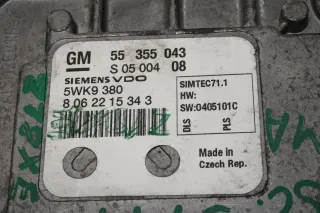 GM 55 355 043
S 05 004 08
SIEMENS VDO
5WK9 380
8 06 22 15 34 3
SIMTEC71.1
HW:
SW:0405101C
DLS
PLS
Made in
Czech Rep.